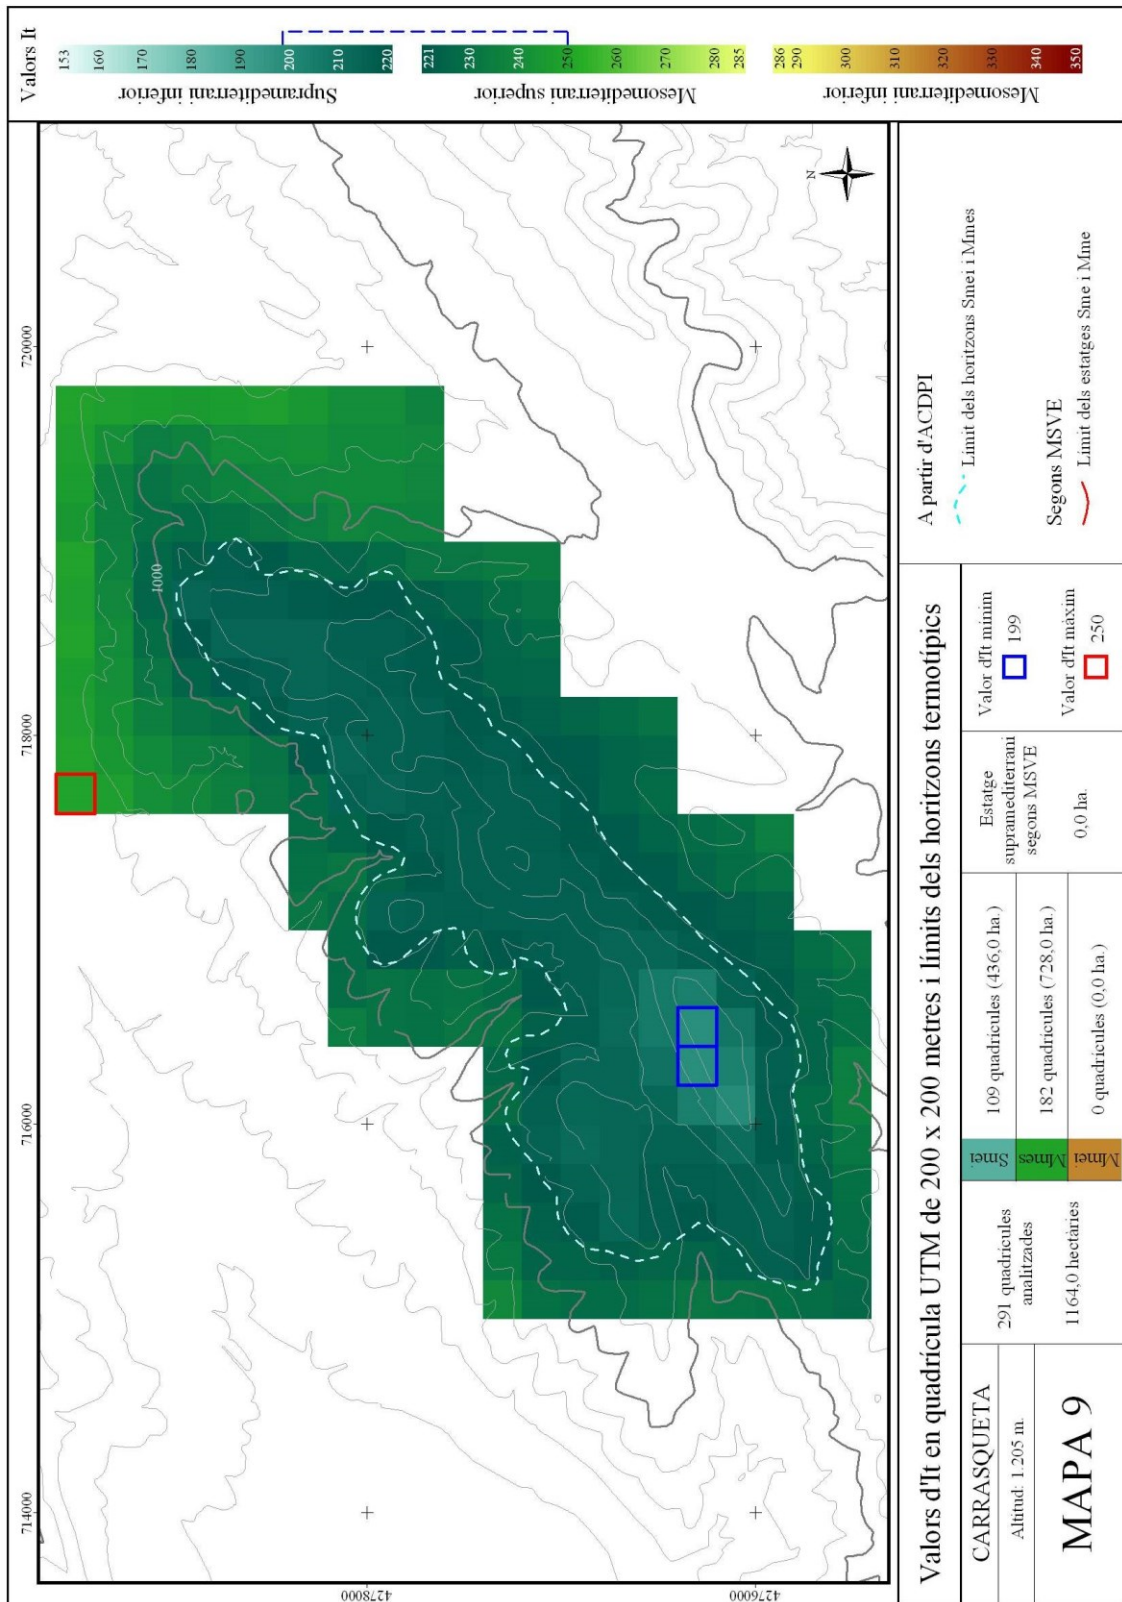 714000
716000
718000
720000
4278000
4276000
1000
N
Valors It
153
160
170
180
190
200
210
220
Supramediterrani inferior
221
230
240
250
260
270
280
285
Mesomediterrani superior
286
290
300
310
320
330
340
350
Mesomediterrani inferior
Valors d'It en quadrícula UTM de 200 x 200 metres i límits dels horitzons termotípics
CARRASQUETA
Altitud: 1.205 m.
MAPA 9
291 quadrícules
analitzades
1164,0 hectàries
Smei
109 quadrícules (436,0 ha.)
Mmes
182 quadrícules (728,0 ha.)
Mmei
0 quadrícules (0,0 ha.)
Estatge
supramediterrani
segons MSVE
0,0 ha.
Valor d'It mínim
199
Valor d'It màxim
250
A partir d'ACDPI
Límit dels horitzons Smei i Mmes
Segons MSVE
Límit dels estatges Sme i Mme